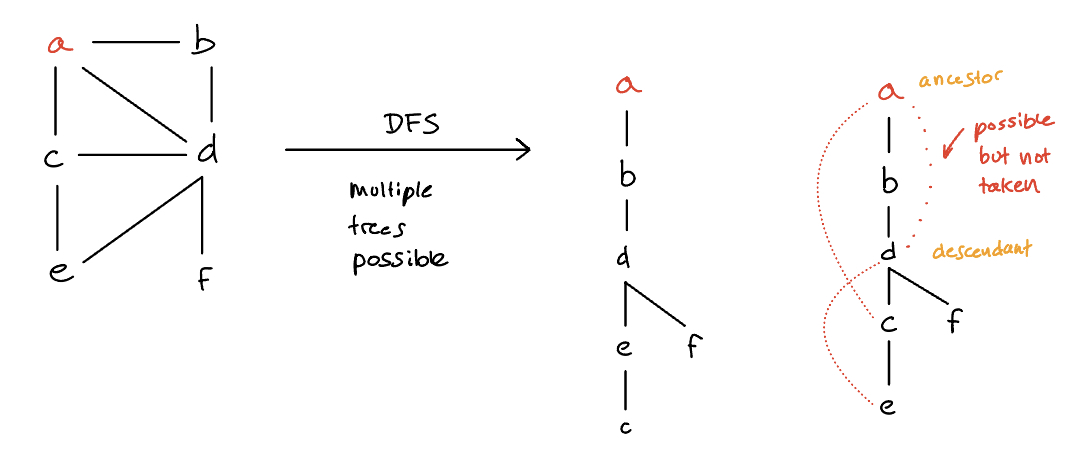 a b
c d
e f
DFS
multiple
trees
possible
a
b
d
e f
c
a ancestor
possible
but not
taken
b
d descendant
c f
e